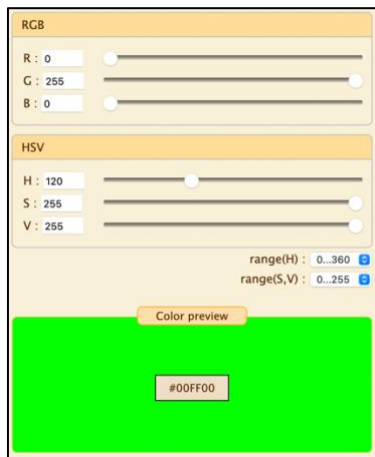 RGB
R : 0
G : 255
B : 0
HSV
H : 120
S : 255
V : 255
range(H) : 0...360
range(S,V) : 0...255
Color preview
#00FF00